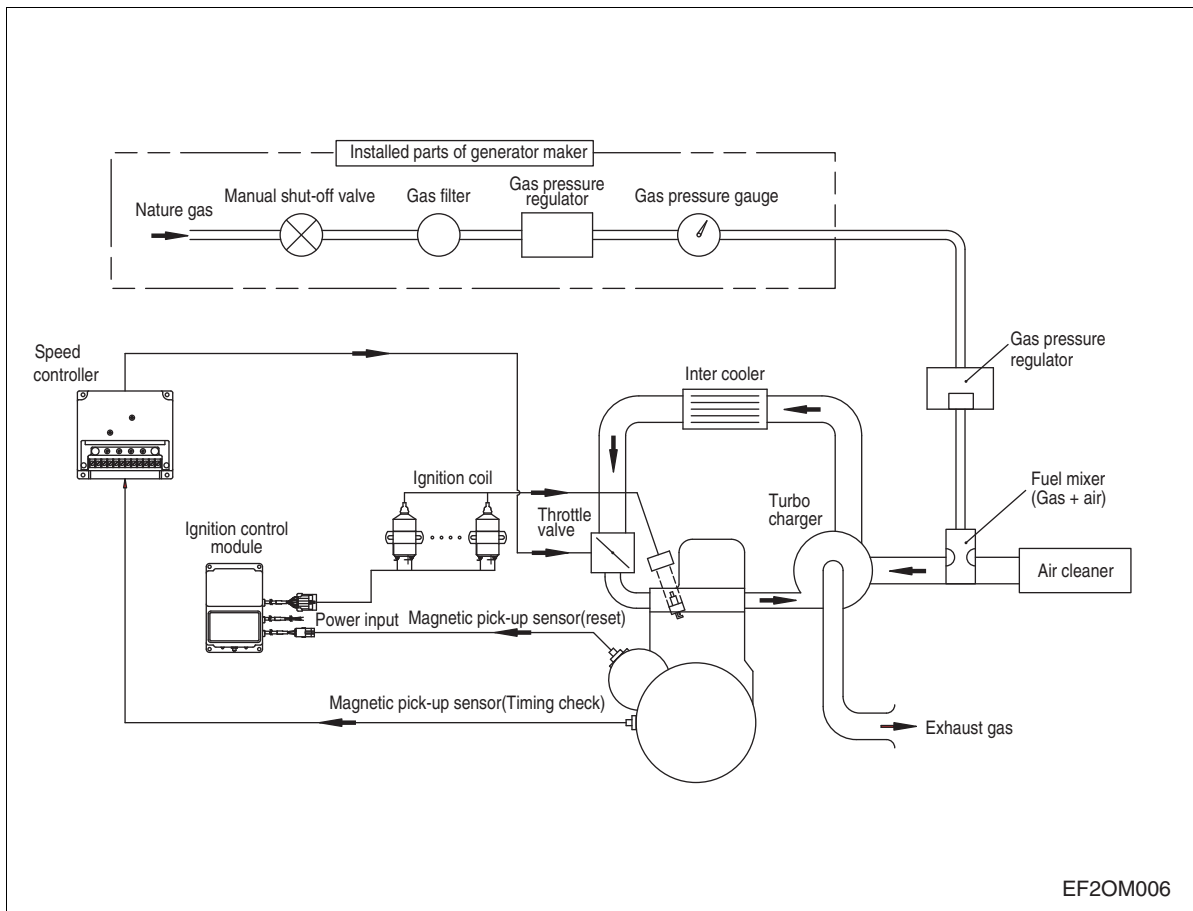 Installed parts of generator maker
Nature gas
Manual shut-off valve
Gas filter
Gas pressure
regulator
Gas pressure gauge
Speed
controller
Inter cooler
Gas pressure
regulator
Ignition coil
Throttle
valve
Turbo
charger
Fuel mixer
(Gas + air)
Ignition control
module
Air cleaner
Power input
Magnetic pick-up sensor(reset)
Magnetic pick-up sensor(Timing check)
Exhaust gas
EF2OM006